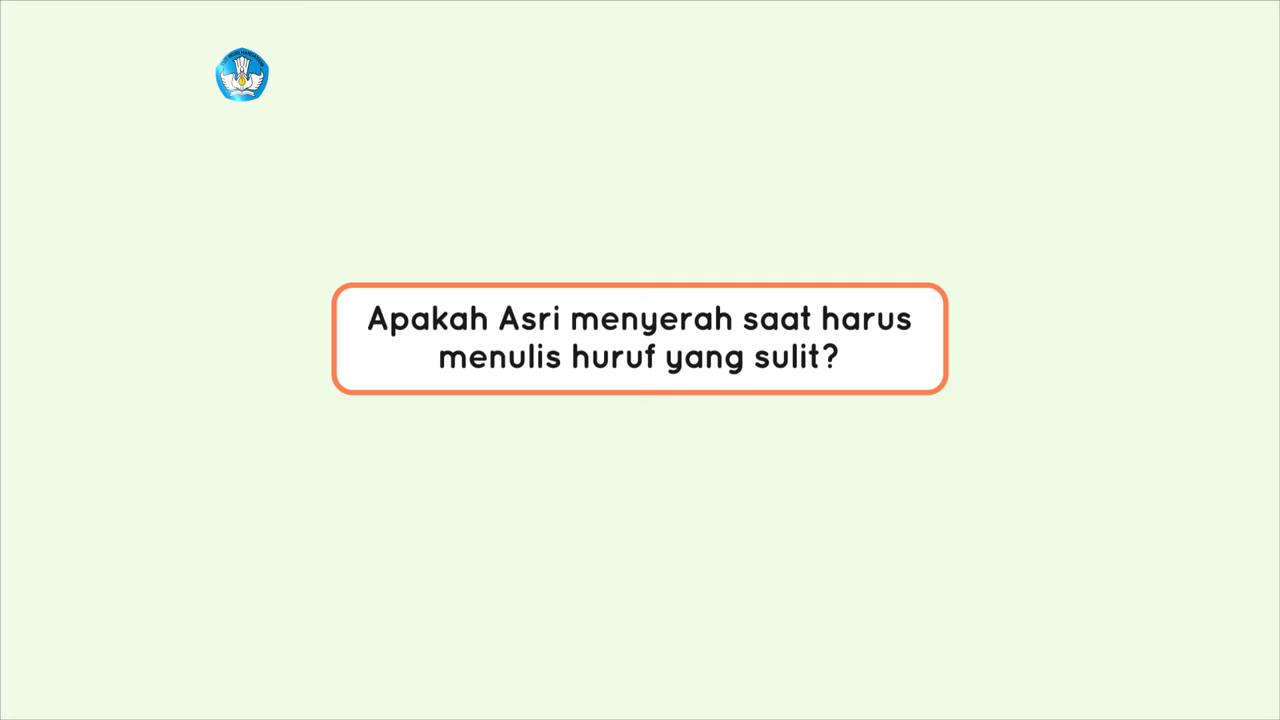 Apakah Asri menyerah saat harus
menulis huruf yang sulit?